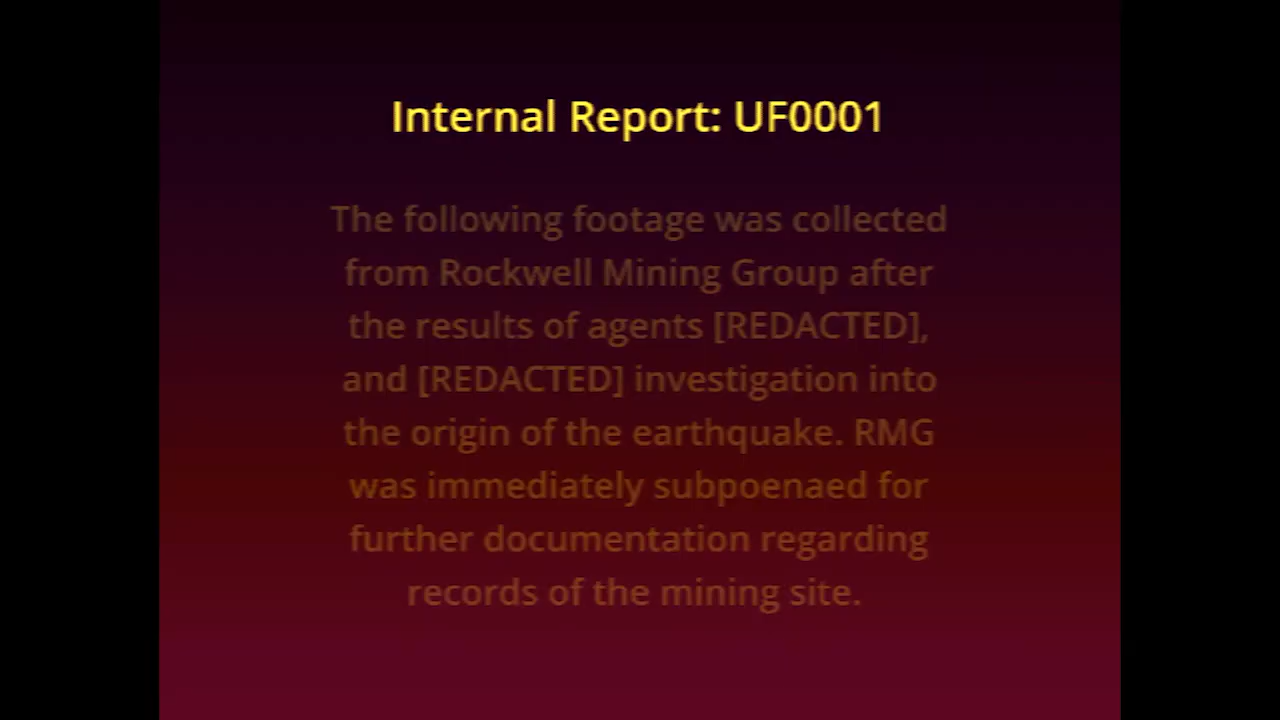 Internal Report: UF0001
The following footage was collected
from Rockwell Mining Group after
the results of agents [REDACTED],
and [REDACTED] investigation into
the origin of the earthquake. RMG
was immediately subpoenaed for
further documentation regarding
records of the mining site.